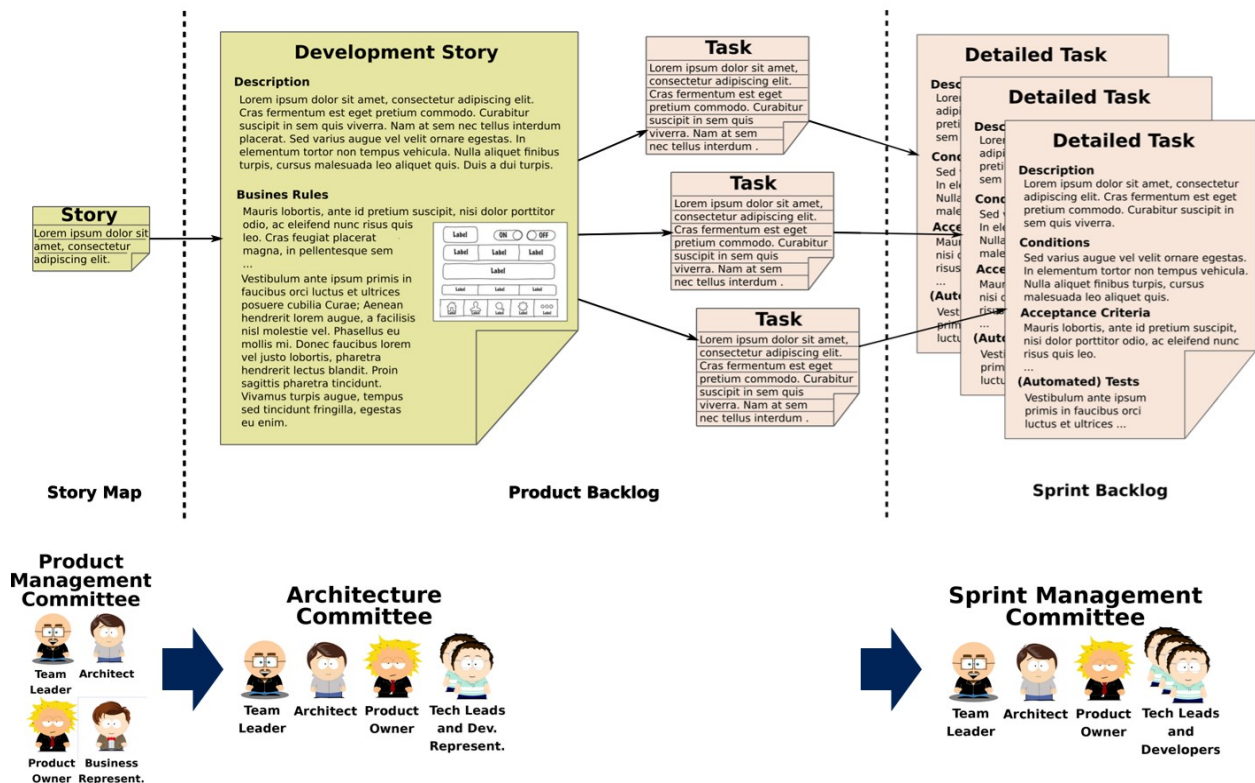 Story
Lorem ipsum dolor sit
amet, consectetur
adipiscing elit.
Development Story
Description
Lorem ipsum dolor sit amet, consectetur adipiscing elit.
Cras fermentum est eget pretium commodo. Curabitur
suscipit in sem quis viverra. Nam at sem nec tellus interdum
placerat. Sed varius augue vel velit ornare egestas. In
elementum tortor non tempus vehicula. Nulla aliquet finibus
turpis, cursus malesuada leo aliquet quis. Duis a dui turpis.
Busines Rules
Mauris lobortis, ante id pretium suscipit, nisi dolor porttitor
odio, ac eleifend nunc risus quis
leo. Cras feugiat placerat
magna, in pellentesque sem
...
Vestibulum ante ipsum primis in
faucibus orci luctus et ultrices
posuere cubilia Curae; Aenean
hendrerit lorem augue, a facilisis
nisl molestie vel. Phasellus eu
mollis mi. Donec faucibus lorem
vel justo lobortis, pharetra
hendrerit lectus blandit. Proin
sagittis pharetra tincidunt.
Vivamus turpis augue, tempus
sed tincidunt fringilla, egestas
eu enim.
Label ON OFF
Label Label Label
Label
Label Label Label
Label Label Label Label Label
Task
Lorem ipsum dolor sit amet,
consectetur adipiscing elit.
Cras fermentum est eget
pretium commodo. Curabitur
suscipit in sem quis
viverra. Nam at sem
nec tellus interdum .
Task
Lorem ipsum dolor sit amet,
consectetur adipiscing elit.
Cras fermentum est eget
pretium commodo. Curabitur
suscipit in sem quis
viverra. Nam at sem
nec tellus interdum .
Task
Lorem ipsum dolor sit amet,
consectetur adipiscing elit.
Cras fermentum est eget
pretium commodo. Curabitur
suscipit in sem quis
viverra. Nam at sem
nec tellus interdum .
Detailed Task
Detailed Task
Detailed Task
Description
Lorem ipsum dolor sit amet, consectetur
adipiscing elit. Cras fermentum est eget
pretium commodo. Curabitur suscipit in
sem quis viverra.
Conditions
Sed varius augue vel velit ornare egestas.
In elementum tortor non tempus vehicula.
Nulla aliquet finibus turpis, cursus
malesuada leo aliquet quis.
Acceptance Criteria
Mauris lobortis, ante id pretium suscipit,
nisi dolor porttitor odio, ac eleifend nunc
risus quis leo.
...
(Automated) Tests
Vestibulum ante ipsum
primis in faucibus orci
luctus et ultrices ...
Story Map
Product Backlog
Sprint Backlog
Product
Management
Committee
Team
Leader
Architect
Product
Owner
Business
Represent.
Architecture
Committee
Team
Leader
Architect
Product
Owner
Tech Leads
and Dev.
Represent.
Sprint Management
Committee
Team
Leader
Architect
Product
Owner
Tech Leads
and
Developers